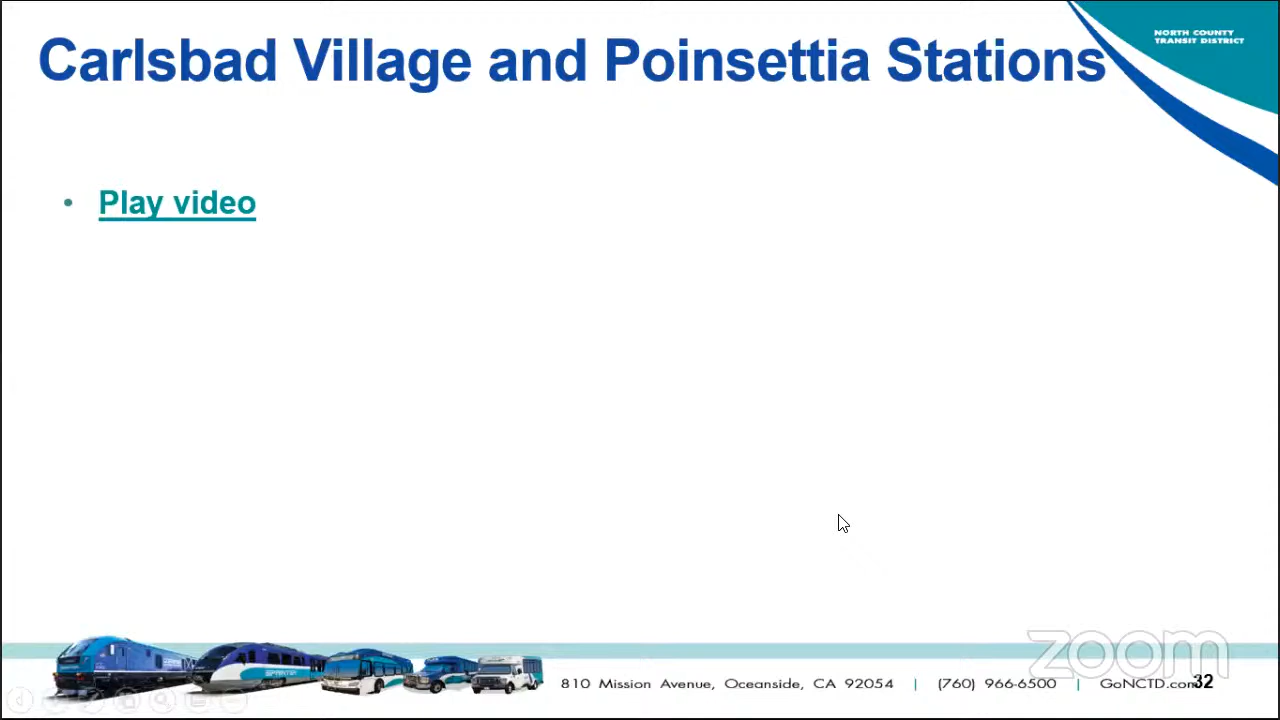 Carlsbad Village and Poinsettia Stations
NORTH COUNTY
TRANSIT DISTRICT
• Play video
SPRINTER
810 Mission Avenue, Oceanside, CA 92054 | (760) 966-6500 | GoNCTD.com
32
zoom